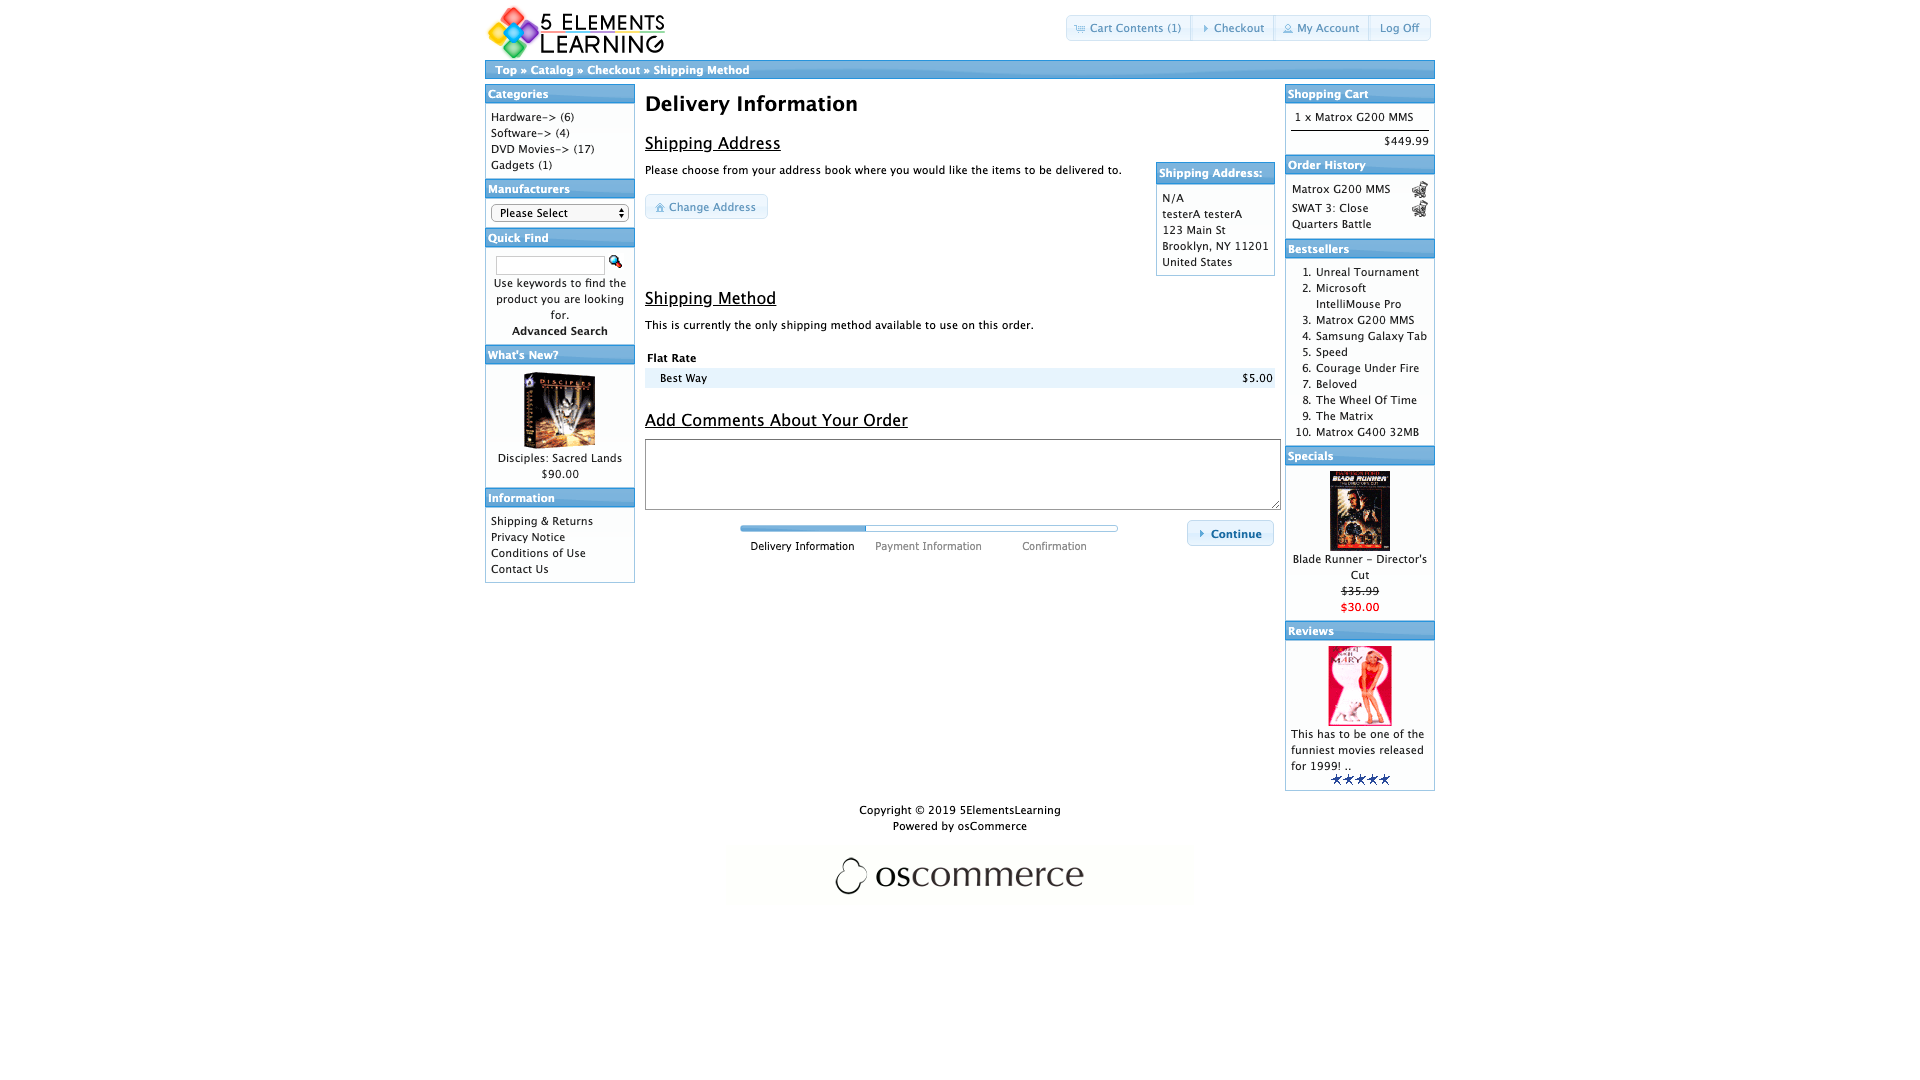 5 ELEMENTS
LEARNING
Cart Contents (1)
Checkout
My Account
Log Off
Top » Catalog » Checkout » Shipping Method
Categories
Hardware-> (6)
Software-> (4)
DVD Movies-> (17)
Gadgets (1)
Manufacturers
Please Select
Quick Find
Use keywords to find the
product you are looking
for.
Advanced Search
What's New?
DISCIPLES
Disciples: Sacred Lands
$90.00
Information
Shipping & Returns
Privacy Notice
Conditions of Use
Contact Us
Delivery Information
Shipping Address
Please choose from your address book where you would like the items to be delivered to.
Change Address
Shipping Address:
N/A
testerA testerA
123 Main St
Brooklyn, NY 11201
United States
Shipping Method
This is currently the only shipping method available to use on this order.
Flat Rate
Best Way $5.00
Add Comments About Your Order
Continue
Delivery Information
Payment Information
Confirmation
Shopping Cart
1 x Matrox G200 MMS
$449.99
Order History
Matrox G200 MMS
SWAT 3: Close
Quarters Battle
Bestsellers
1. Unreal Tournament
2. Microsoft
IntelliMouse Pro
3. Matrox G200 MMS
4. Samsung Galaxy Tab
5. Speed
6. Courage Under Fire
7. Beloved
8. The Wheel Of Time
9. The Matrix
10. Matrox G400 32MB
Specials
BLADE RUNNER
Blade Runner - Director's
Cut
$35.99
$30.00
Reviews
MARY
This has to be one of the
funniest movies released
for 1999! ..
Copyright © 2019 5ElementsLearning
Powered by osCommerce
oscommerce